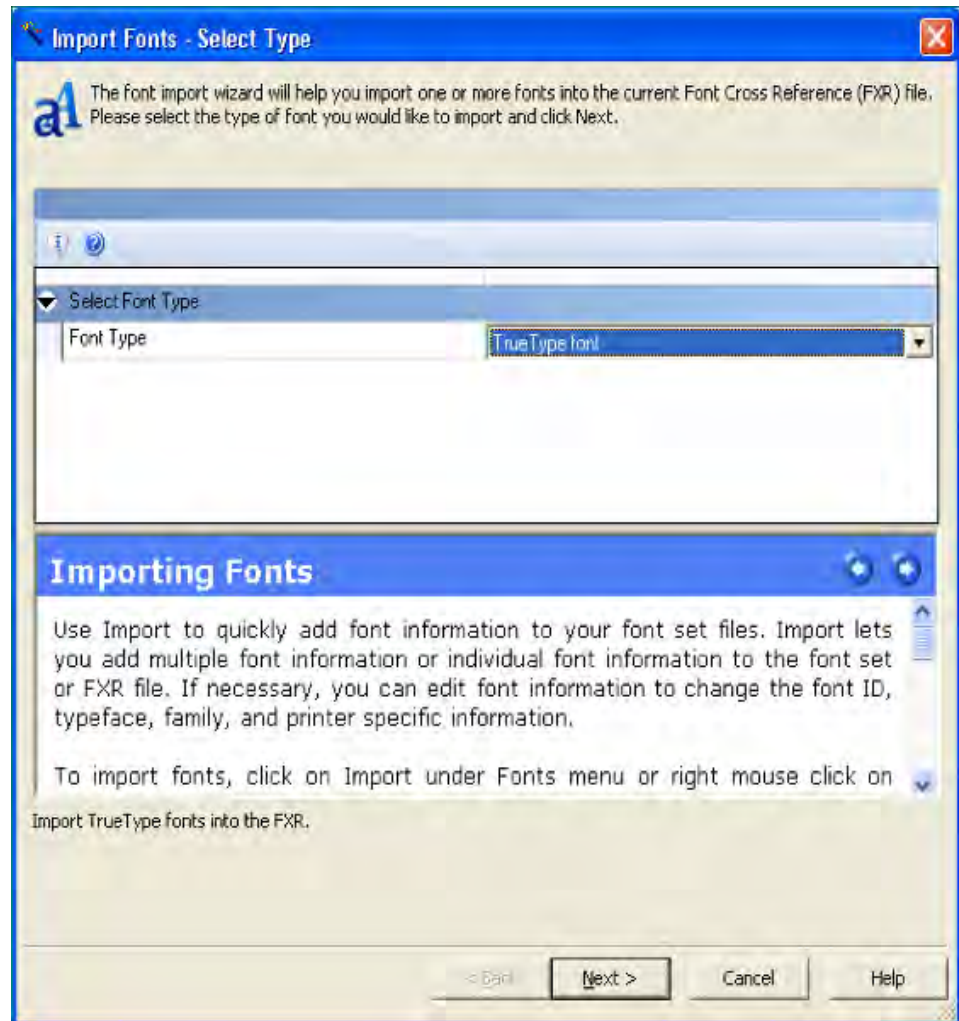 Import Fonts - Select Type
The font import wizard will help you import one or more fonts into the current Font Cross Reference (FXR) file.
Please select the type of font you would like to import and click Next.
Select Font Type
Font Type
TrueType font
Importing Fonts
Use Import to quickly add font information to your font set files. Import lets
you add multiple font information or individual font information to the font set
or FXR file. If necessary, you can edit font information to change the font ID,
typeface, family, and printer specific information.
To import fonts, click on Import under Fonts menu or right mouse click on
Import TrueType fonts into the FXR.
< Back
Next >
Cancel
Help